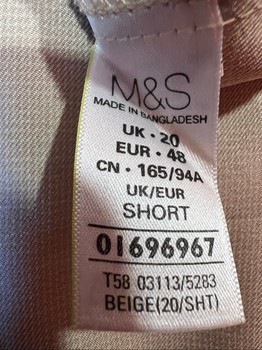 M&S
MADE IN BANGLADESH
UK • 20
EUR • 48
CN • 165/94A
UK/EUR
SHORT
01696967
T58 03113/5283
BEIGE(20/SHT)